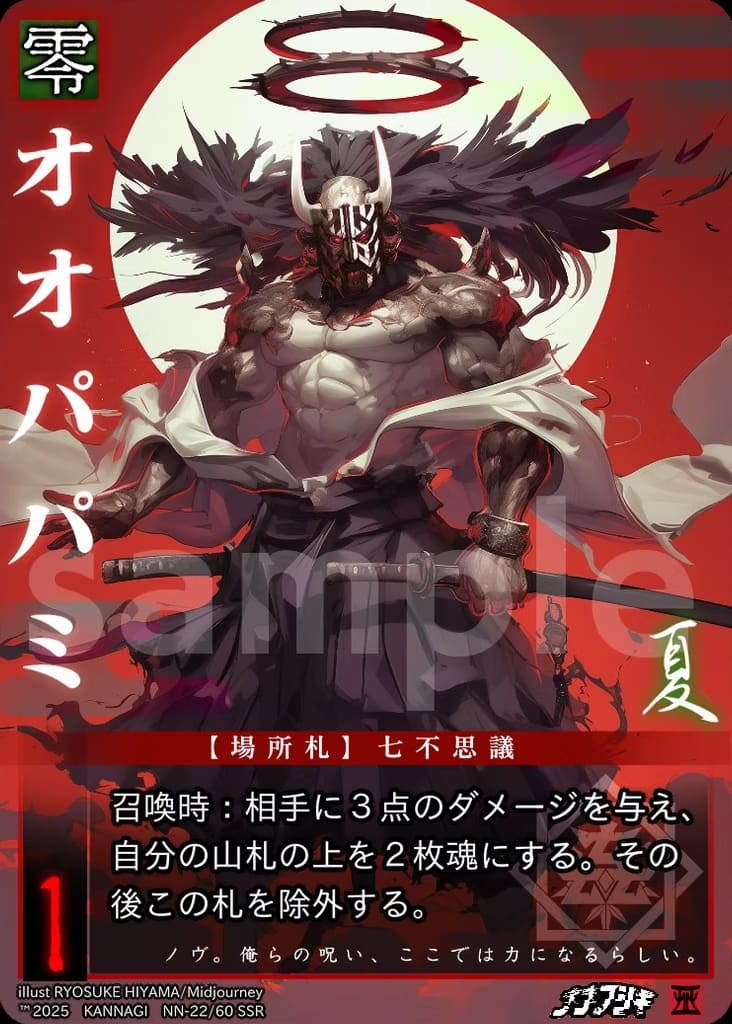 零
オオパパミ
sample
夏
【場所札】七不思議
召喚時：相手に３点のダメージを与え、
自分の山札の上を２枚魂にする。その
後この札を除外する。
1
ノヴ。俺らの呪い、ここでは力になるらしい。
illust RYOSUKE HIYAMA/Midjourney
™2025 KANNAGI NN-22/60 SSR